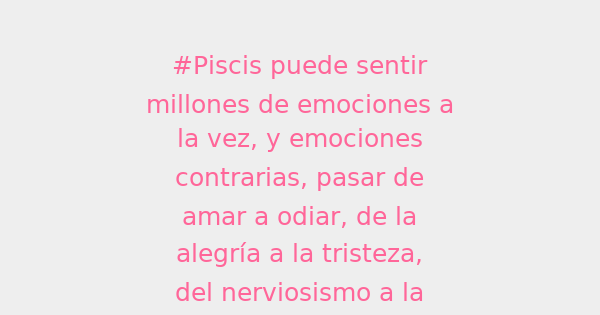 #Piscis puede sentir
millones de emociones a
la vez, y emociones
contrarias, pasar de
amar a odiar, de la
alegría a la tristeza,
del nerviosismo a la